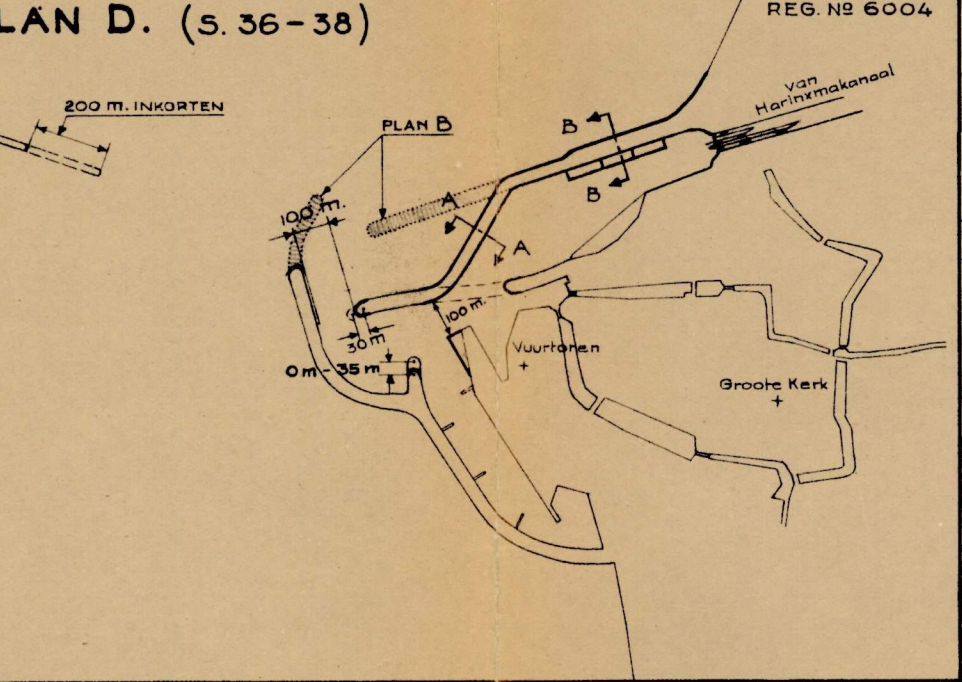 LAN D. (S. 36-38)
REG. Nº 6004
200 m. INKORTEN
PLAN B
van
Harinxmakanaal
B
B
100 m.
A
A
100 m.
30 m
0 m - 35 m
Vuurtoren
Groote Kerk